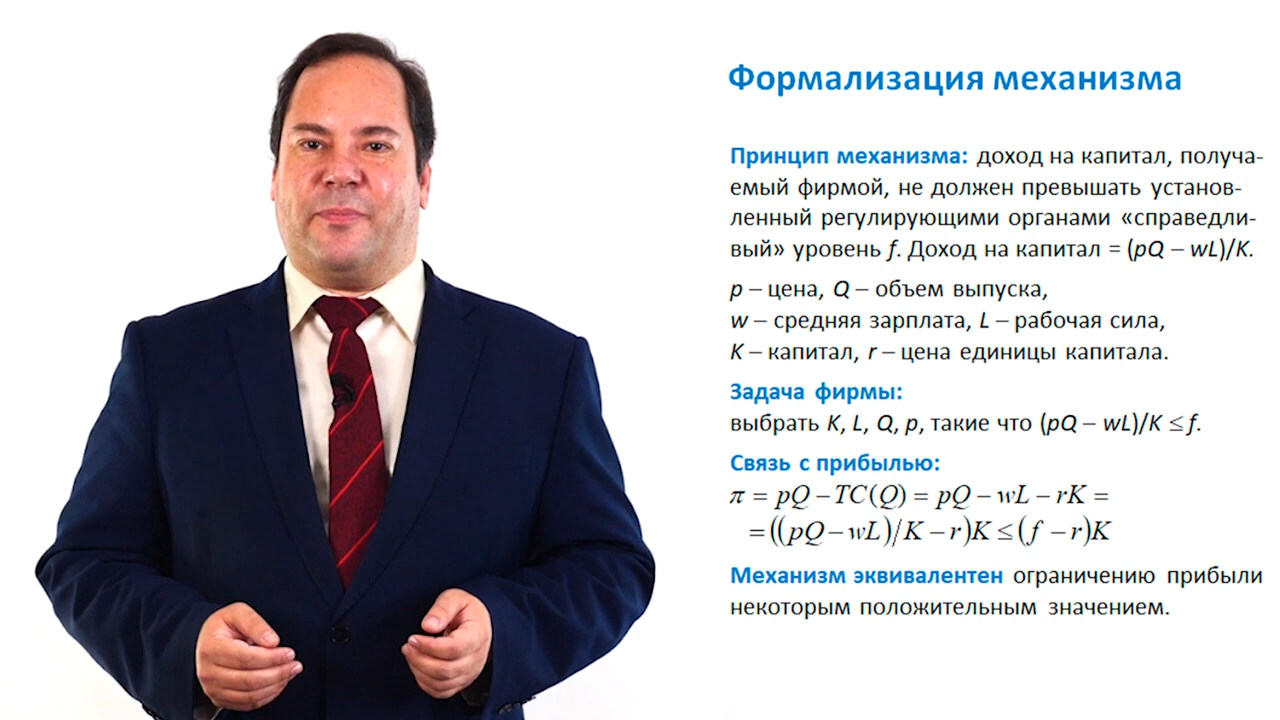 Формализация механизма
Принцип механизма: доход на капитал, получа-
емый фирмой, не должен превышать установ-
ленный регулирующими органами «справедли-
вый» уровень f. Доход на капитал = (pQ – wL)/K.
p – цена, Q – объем выпуска,
w – средняя зарплата, L – рабочая сила,
K – капитал, r – цена единицы капитала.
Задача фирмы:
выбрать K, L, Q, p, такие что (pQ – wL)/K ≤ f.
Связь с прибылью:
π = pQ – TC(Q) = pQ – wL – rK =
= ((pQ – wL)/K – r)K ≤ (f – r)K
Механизм эквивалентен ограничению прибыли
некоторым положительным значением.